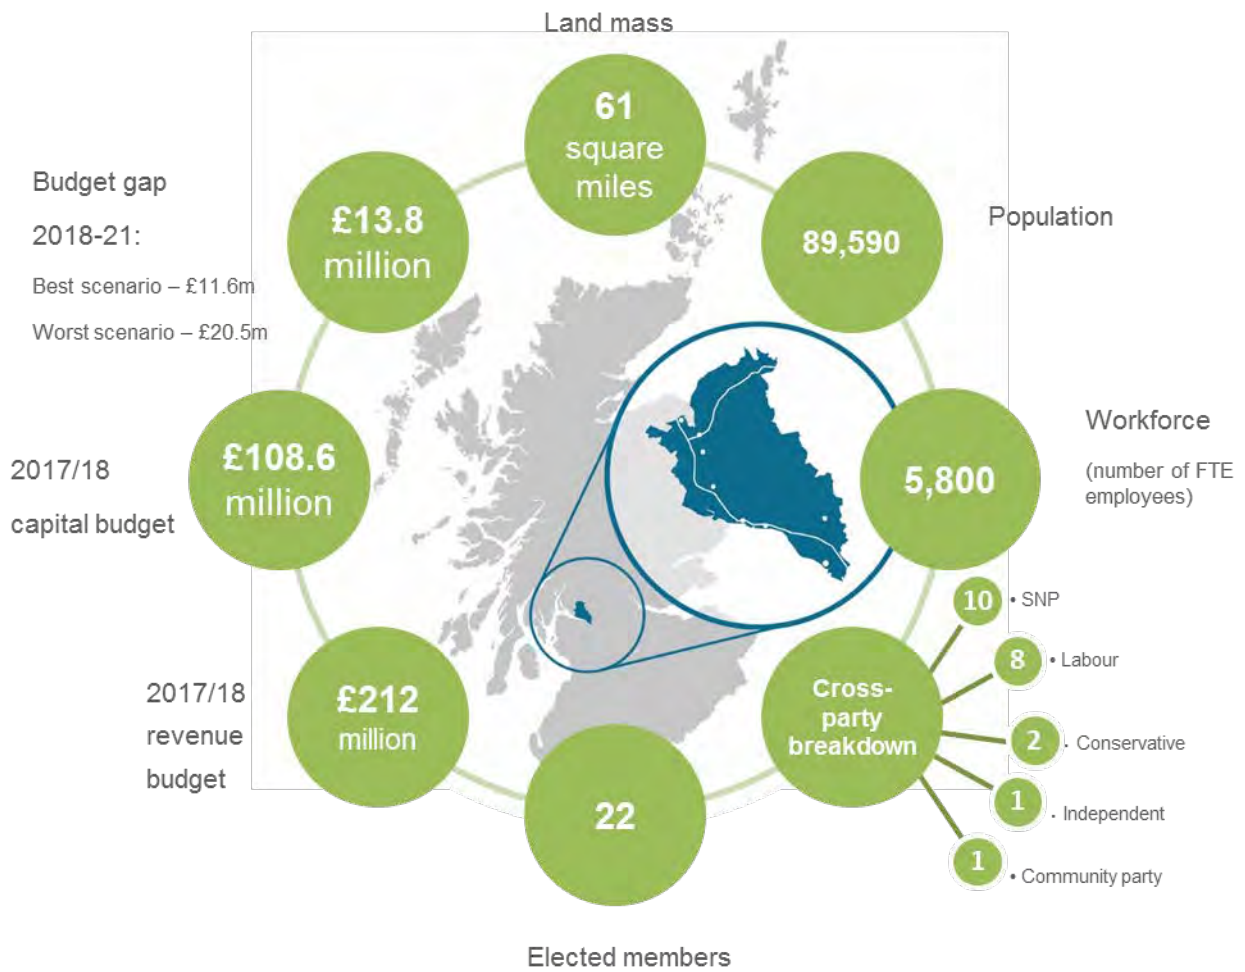 Land mass
61
square
miles
Budget gap
2018-21:
Best scenario – £11.6m
Worst scenario – £20.5m
£13.8
million
89,590
Population
2017/18
capital budget
£108.6
million
5,800
Workforce
(number of FTE
employees)
2017/18
revenue
budget
£212
million
22
Elected members
Cross-
party
breakdown
10 • SNP
8 • Labour
2 . Conservative
1 . Independent
1 • Community party